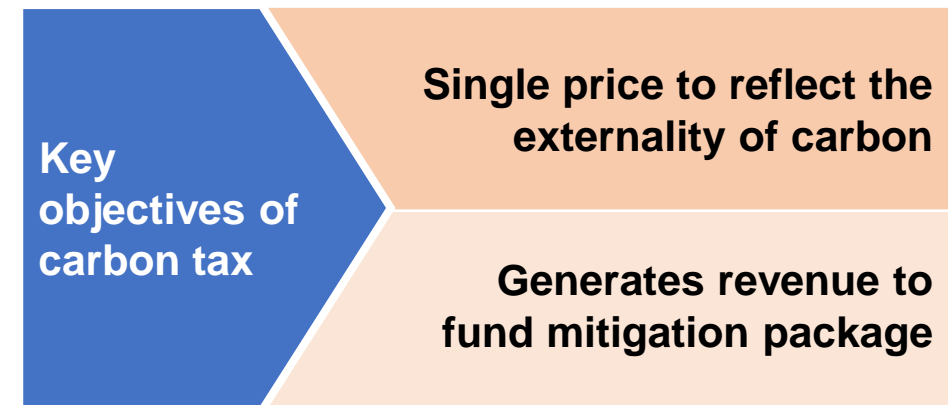 Key
objectives of
carbon tax
Single price to reflect the
externality of carbon
Generates revenue to
fund mitigation package